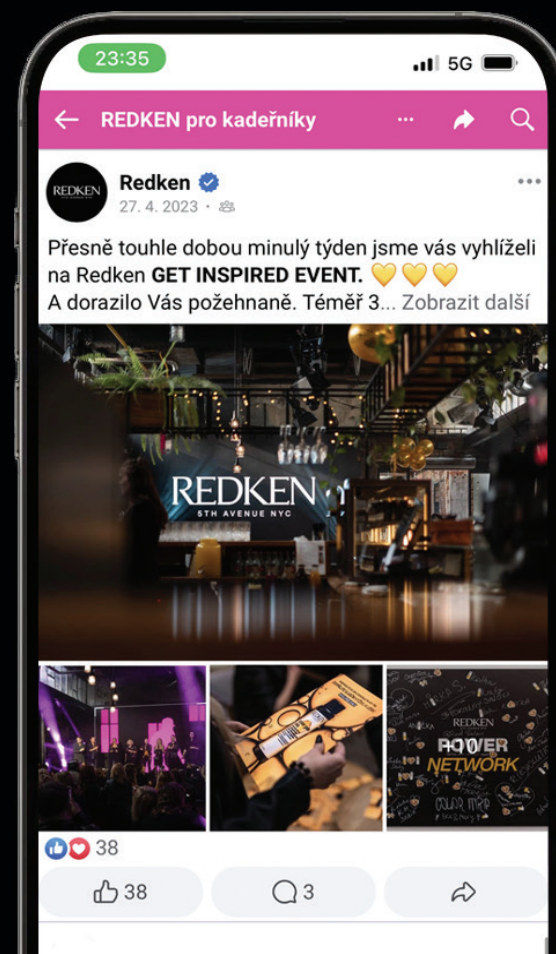 23:35
5G
REDKEN pro kadeřníky
REDKEN
Redken
27. 4. 2023
Přesně touhle dobou minulý týden jsme vás vyhlíželi
na Redken GET INSPIRED EVENT. 💛💛💛
A dorazilo Vás požehnaně. Téměř 3... Zobrazit další
REDKEN
5TH AVENUE NYC
REDKEN
POWER
+10
NETWORK
38
38
3